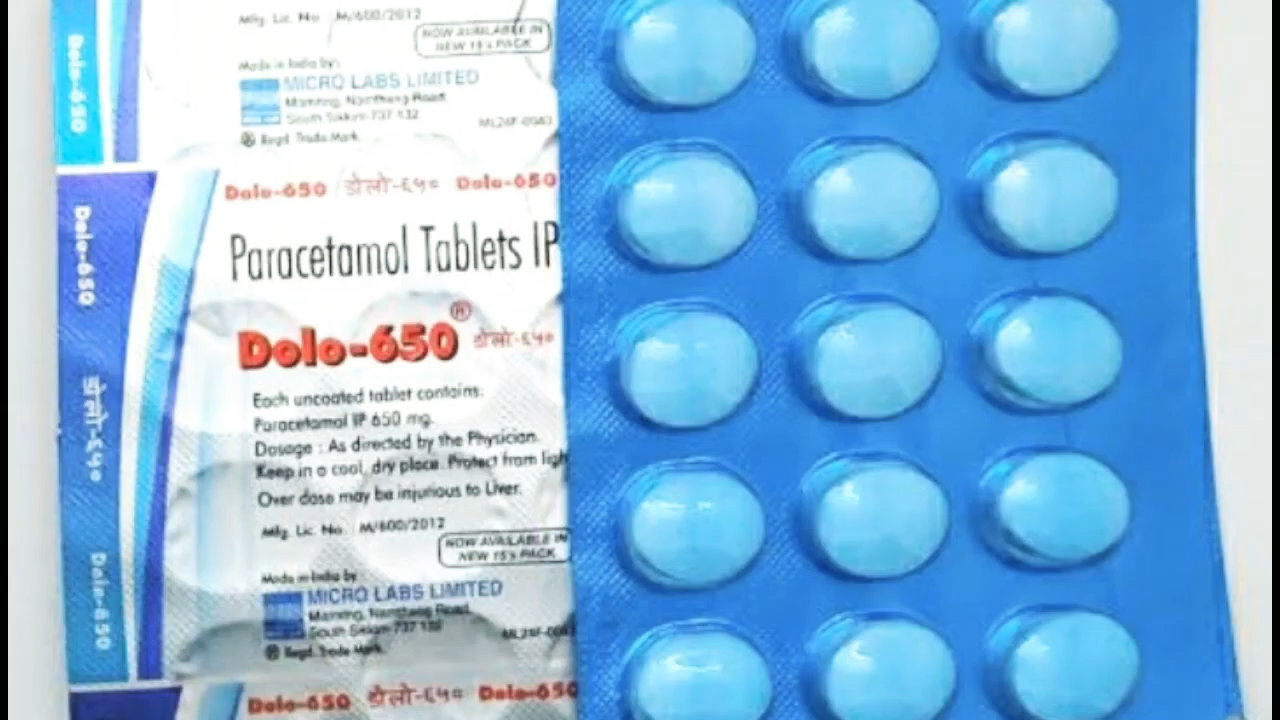 Dolo-650
Mfg. Lic. No. M/600/2012
NOW AVAILABLE IN
NEW 15's PACK
Made in India by:
MICRO LABS LIMITED
Mamring, Namthang Road
South Sikkim-737 132
® Regd. Trade Mark.
Dolo-650 डोलो-६५० Dolo-650
Paracetamol Tablets IP
Dolo-650® डोलो-६५०
Each uncoated tablet contains:
Paracetamol IP 650 mg.
Dosage : As directed by the Physician.
Keep in a cool, dry place. Protect from ligh
Over dose may be injurious to Liver.
Mfg. Lic. No. M/600/2012
NOW AVAILABLE IN
NEW 15's PACK
Made in India by
MICRO LABS LIMITED
Mamring, Namthang Road,
South Sikkim 737 132
® Regd. Trade Mark.
Dolo-650 डोलो-६५० Dolo-650
Dolo-650
डोलो-६५०
Dolo-650